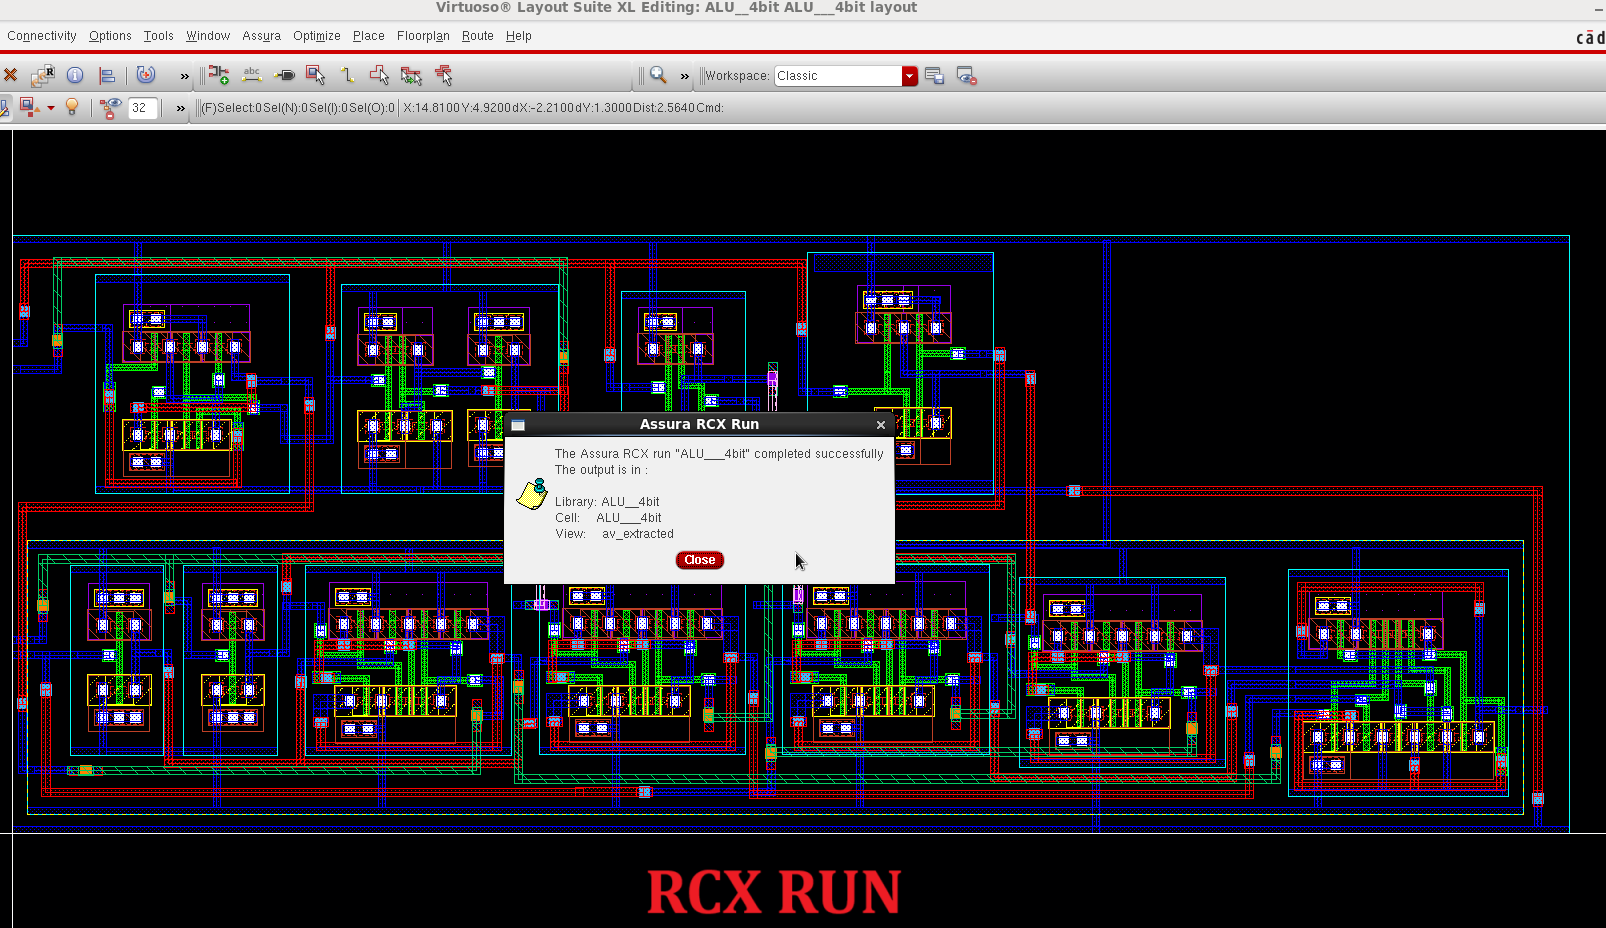 Virtuoso® Layout Suite XL Editing: ALU__4bit ALU___4bit layout
Connectivity Options Tools Window Assura Optimize Place Floorplan Route Help
cād
abc
Workspace: Classic
32
(F)Select:0 Sel(N):0 Sel(I):0 Sel(O):0 X:14.8100 Y:4.9200 dX:-2.2100 dY:1.3000 Dist:2.5640 Cmd:
Assura RCX Run
The Assura RCX run "ALU___4bit" completed successfully
The output is in :
Library: ALU__4bit
Cell: ALU___4bit
View: av_extracted
Close
RCX RUN